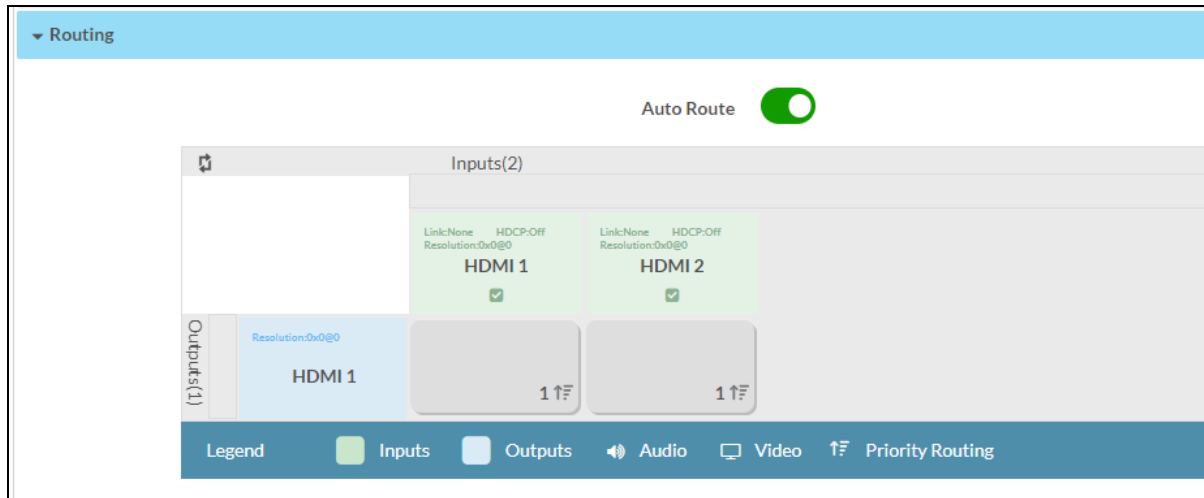 Routing
Auto Route
Inputs(2)
Link:None HDCP:Off
Resolution:0x0@0
HDMI 1
Link:None HDCP:Off
Resolution:0x0@0
HDMI 2
Outputs(1)
Resolution:0x0@0
HDMI 1
1
1
Legend Inputs Outputs Audio Video Priority Routing